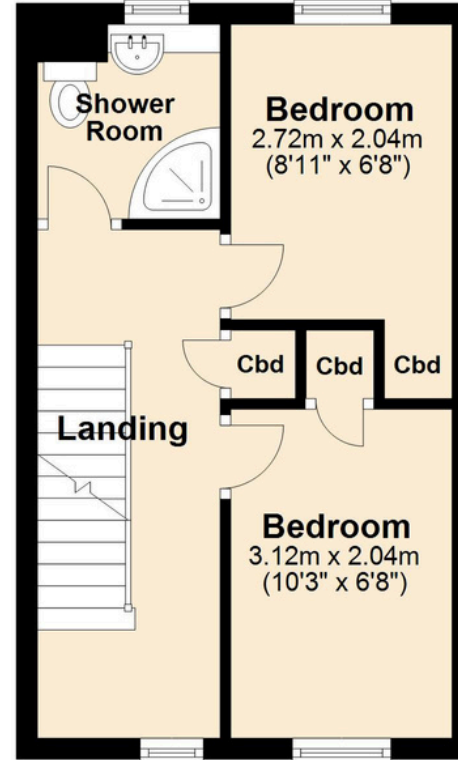 Shower
Room
Bedroom
2.72m x 2.04m
(8'11" x 6'8")
Cbd
Cbd
Cbd
Landing
Bedroom
3.12m x 2.04m
(10'3" x 6'8")